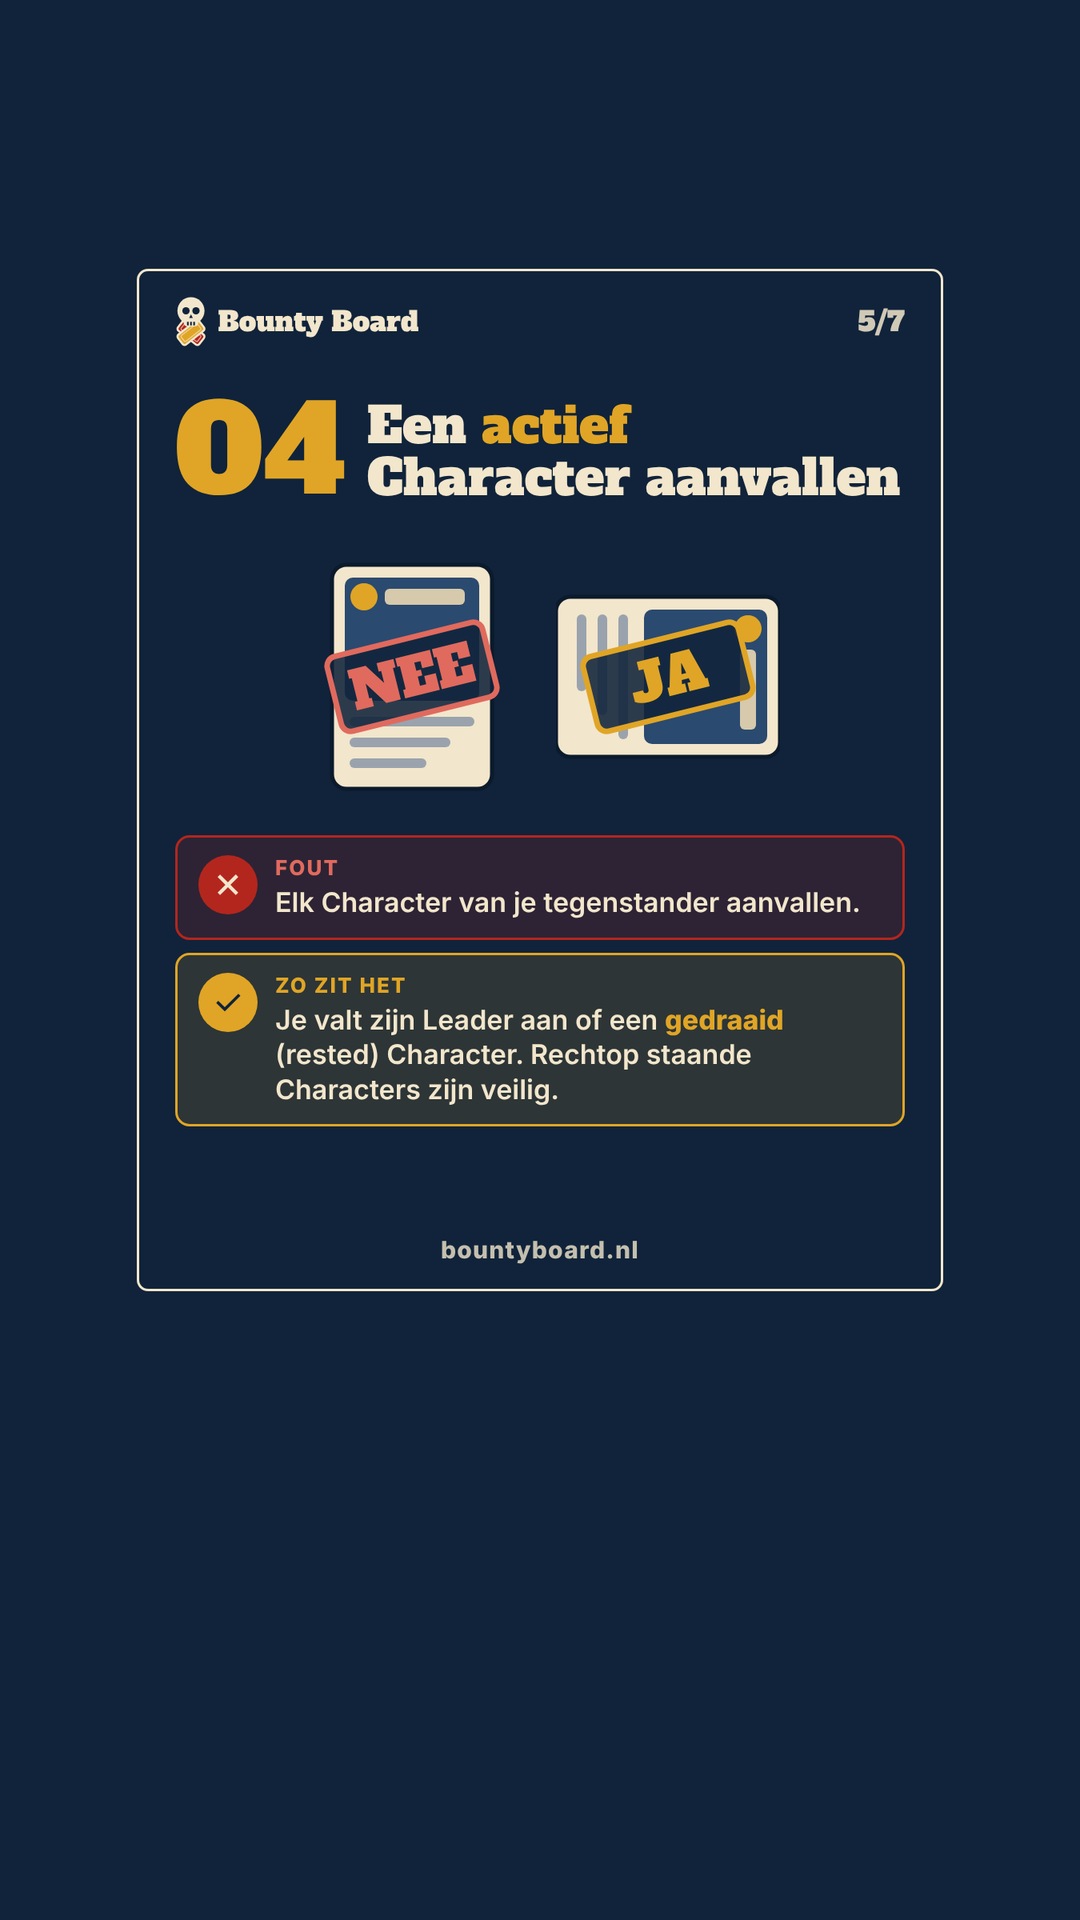 Bounty Board
5/7
04
Een actief
Character aanvallen
NEE
JA
FOUT
Elk Character van je tegenstander aanvallen.
ZO ZIT HET
Je valt zijn Leader aan of een gedraaid
(rested) Character. Rechtop staande
Characters zijn veilig.
bountyboard.nl